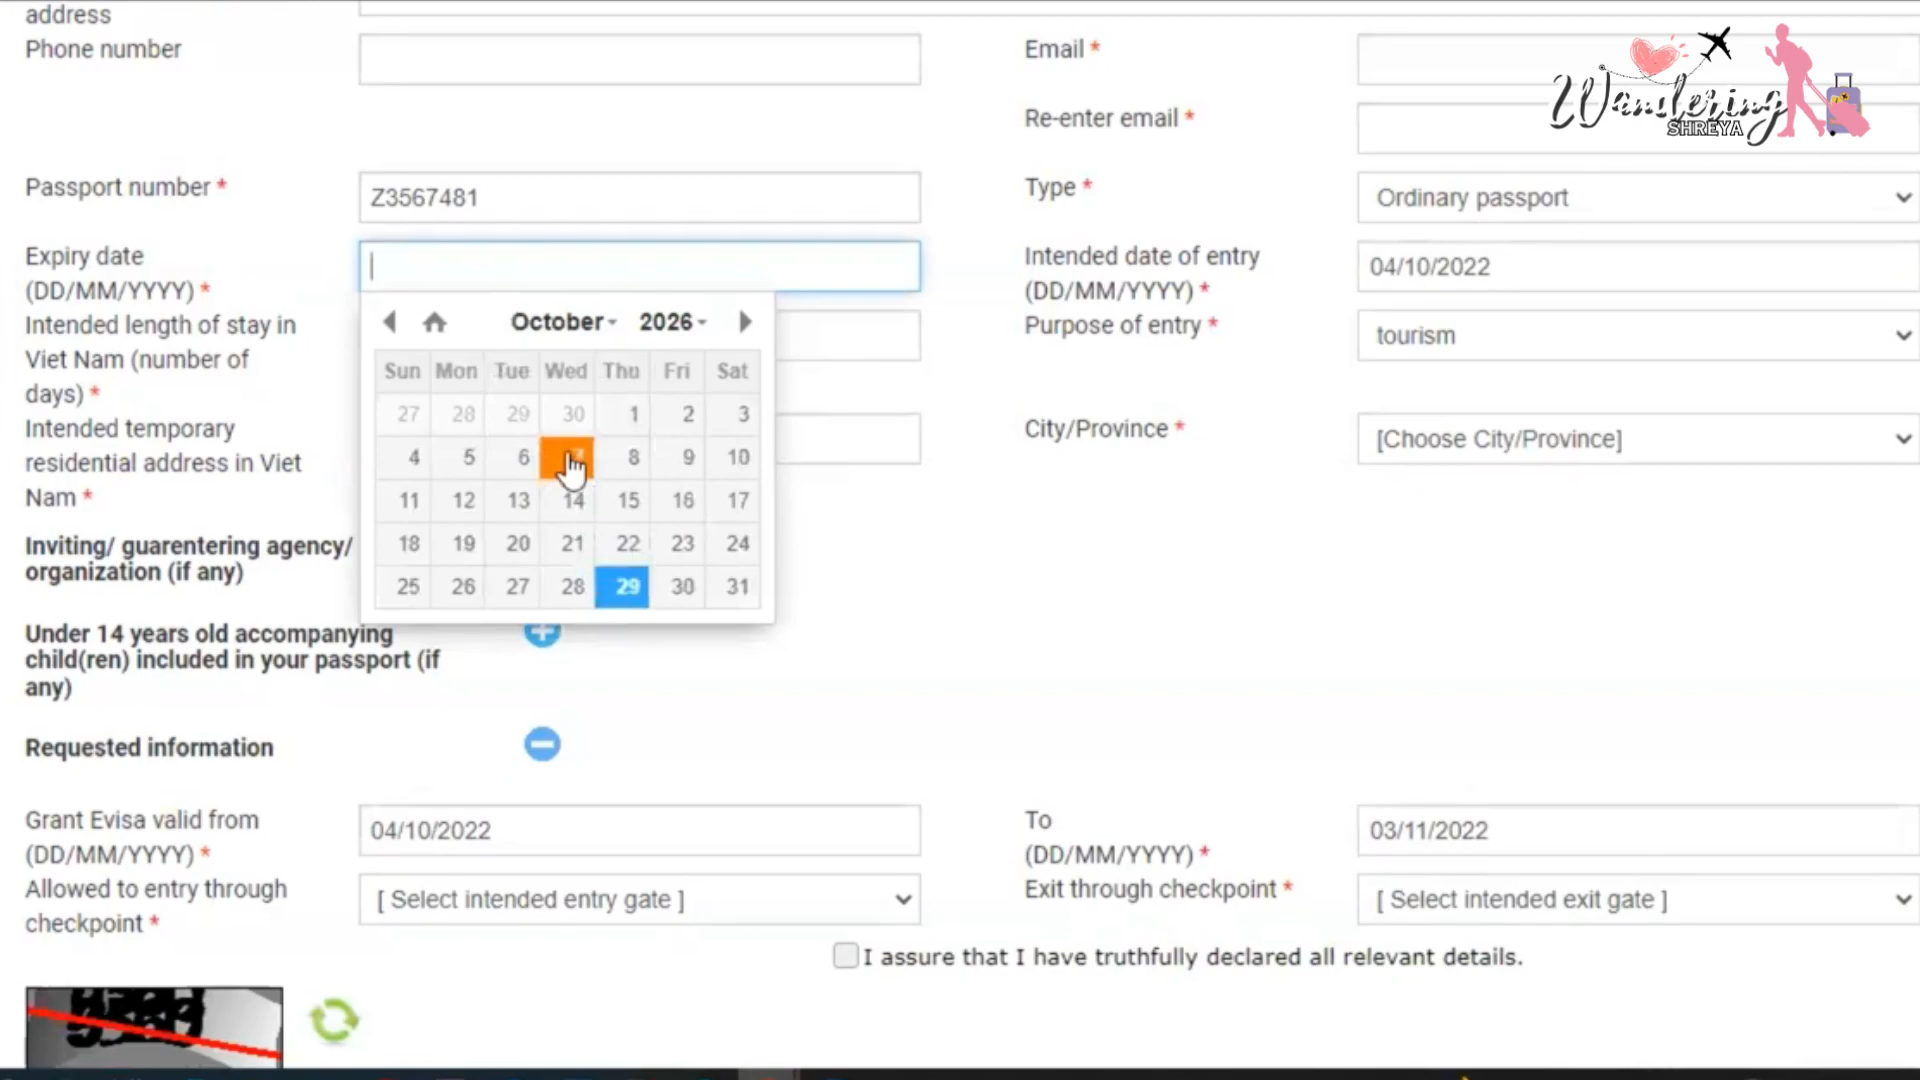 address
Phone number
Email *
Wandering
SHREYA
Re-enter email *
Passport number *
Z3567481
Type *
Ordinary passport
Expiry date
(DD/MM/YYYY) *
Intended date of entry
(DD/MM/YYYY) *
04/10/2022
October
2026
Intended length of stay in
Viet Nam (number of
days) *
Purpose of entry *
tourism
Sun Mon Tue Wed Thu Fri Sat
27 28 29 30 1 2 3
4 5 6 8 9 10
11 12 13 14 15 16 17
18 19 20 21 22 23 24
25 26 27 28 29 30 31
Intended temporary
residential address in Viet
Nam *
City/Province *
[Choose City/Province]
Inviting/ guarentering agency/
organization (if any)
Under 14 years old accompanying
child(ren) included in your passport (if
any)
Requested information
Grant Evisa valid from
(DD/MM/YYYY) *
04/10/2022
To
(DD/MM/YYYY) *
03/11/2022
Allowed to entry through
checkpoint *
[ Select intended entry gate ]
Exit through checkpoint *
[ Select intended exit gate ]
I assure that I have truthfully declared all relevant details.